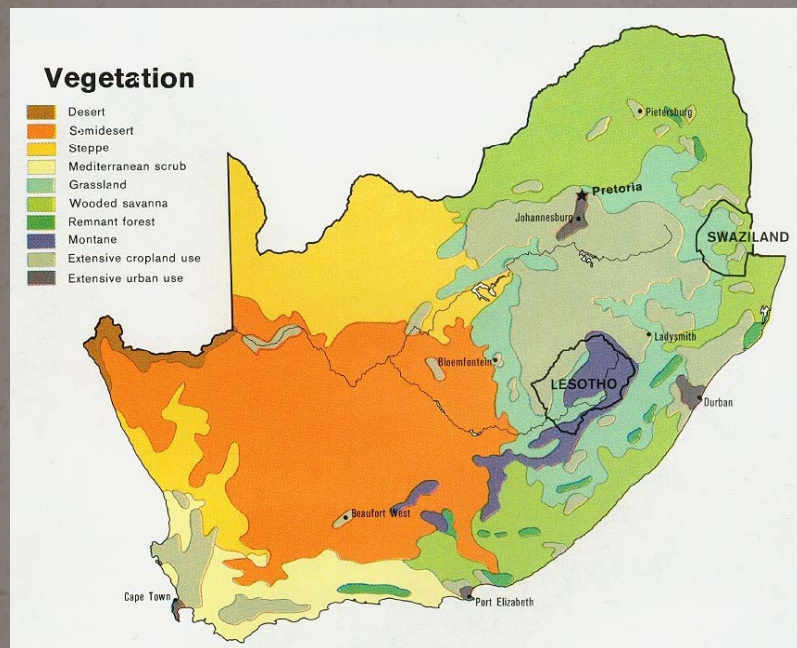 Vegetation
Desert
Semidesert
Steppe
Mediterranean scrub
Grassland
Wooded savanna
Remnant forest
Montane
Extensive cropland use
Extensive urban use
Pietersburg
Pretoria
Johannesburg
SWAZILAND
Ladysmith
Bloemfontein
LESOTHO
Durban
Beaufort West
Cape Town
Port Elizabeth